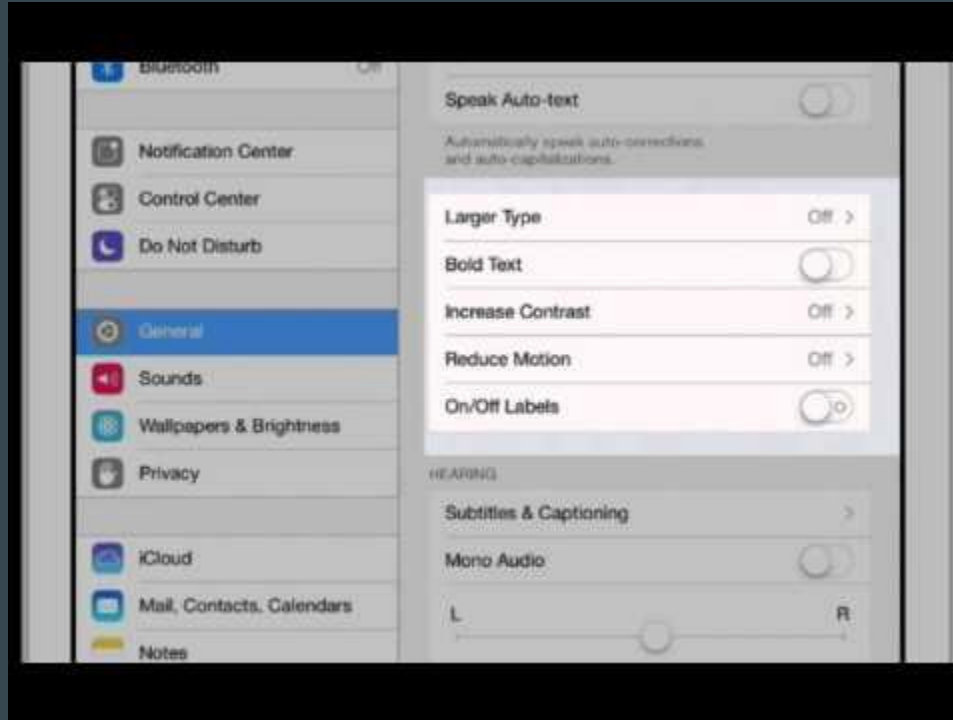 Bluetooth Off
Notification Center
Control Center
Do Not Disturb
General
Sounds
Wallpapers & Brightness
Privacy
iCloud
Mail, Contacts, Calendars
Notes
Speak Auto-text
Automatically speak auto-corrections
and auto-capitalizations.
Larger Type Off
Bold Text
Increase Contrast Off
Reduce Motion Off
On/Off Labels
HEARING
Subtitles & Captioning
Mono Audio
L R